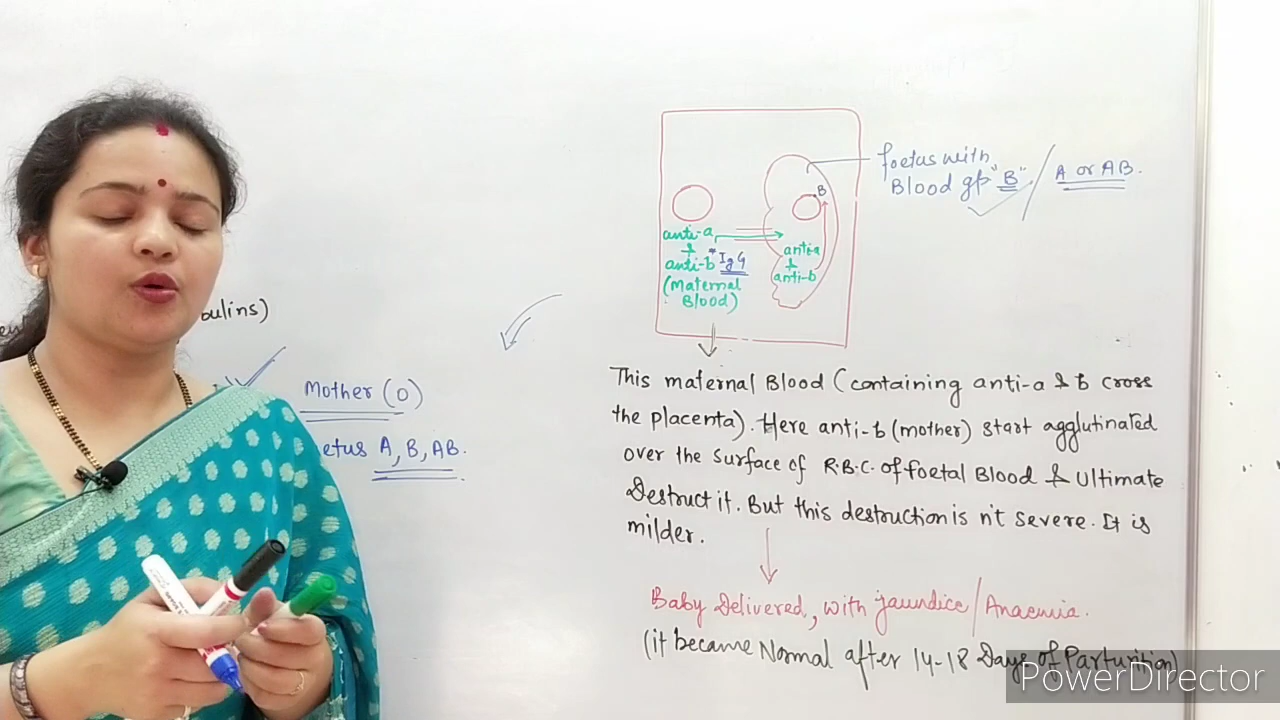 foetus with
Blood gp "B" / A or AB.
B
anti-a
&
anti-b
*IgG
(maternal
Blood)
anti-a
&
anti-b
bulins)
Mother (O)
etus A, B, AB.
This maternal Blood (containing anti-a & b cross
the placenta). Here anti-b (mother) start agglutinated
over the surface of R.B.C. of foetal Blood & Ultimate
Destruct it. But this destruction is n't severe. It is
milder.
Baby Delivered, with jaundice / Anaemia.
(it became Normal after 14-18 Days of Parturition)
PowerDirector